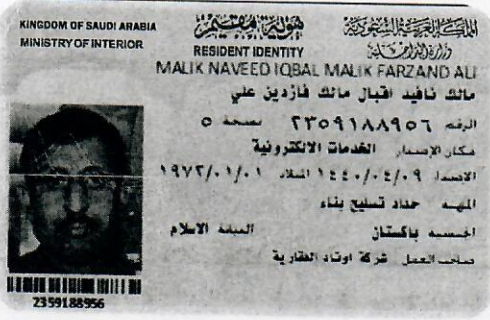 KINGDOM OF SAUDI ARABIA
MINISTRY OF INTERIOR
هوية مقيم
RESIDENT IDENTITY
المملكة العربية السعودية
وزارة الداخلية
MALIK NAVEED IQBAL MALIK FARZAND ALI
مالك نافيد اقبال مالك فازدين علي
الرقم ٢٣٥٩١٨٨٩٥٦ نسخة ٥
مكان الإصدار الخدمات الالكترونية
الاصدار ١٤٤٠/٠٤/٠٩ الميلاد ١٩٧٢/٠١/٠١
المهنة حداد تسليح بناء
الجنسية باكستان الديانة الاسلام
صاحب العمل شركة اوتاد العقارية
2359188956